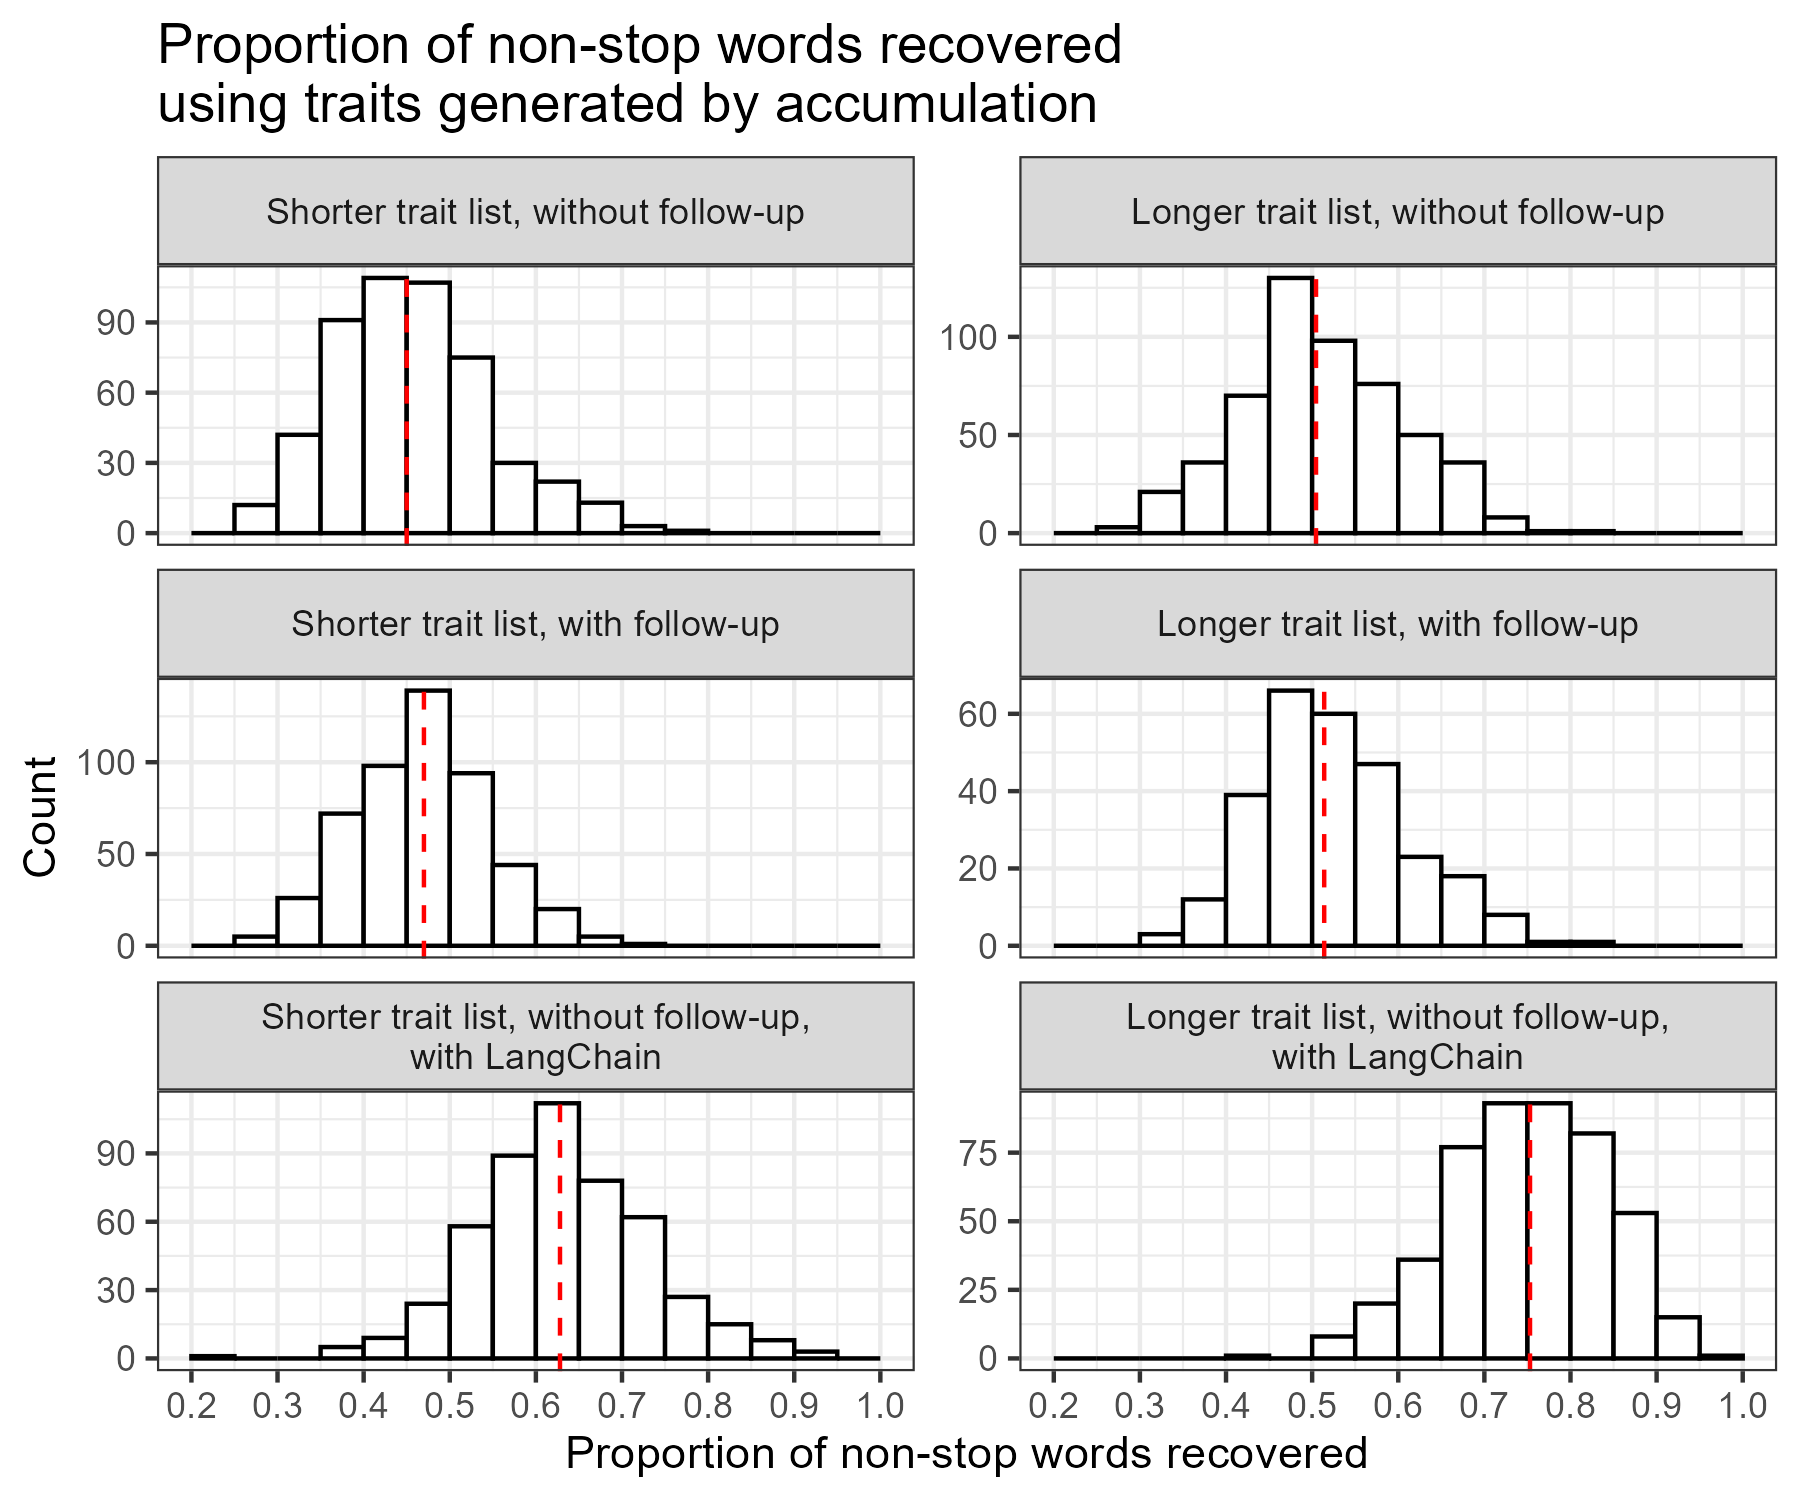 Proportion of non-stop words recovered
using traits generated by accumulation
Shorter trait list, without follow-up
Longer trait list, without follow-up
90
60
30
0
100
50
0
Shorter trait list, with follow-up
Longer trait list, with follow-up
100
50
0
60
40
20
0
Shorter trait list, without follow-up,
with LangChain
Longer trait list, without follow-up,
with LangChain
90
60
30
0
75
50
25
0
0.2 0.3 0.4 0.5 0.6 0.7 0.8 0.9 1.0
0.2 0.3 0.4 0.5 0.6 0.7 0.8 0.9 1.0
Count
Proportion of non-stop words recovered